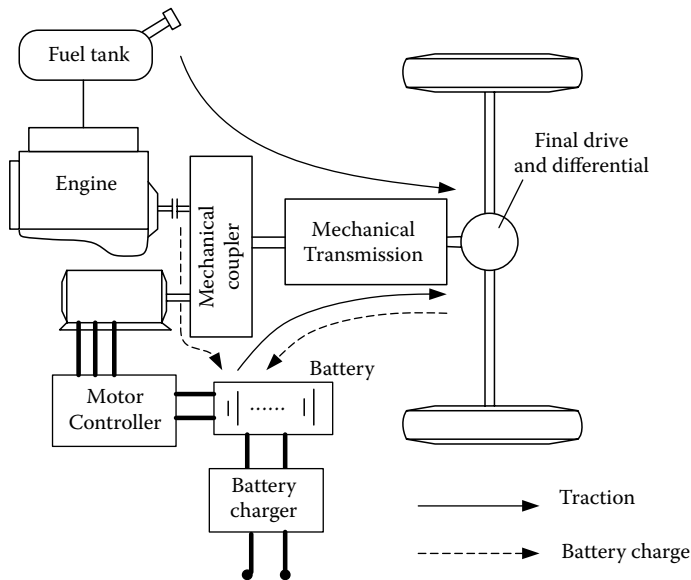 Fuel tank
Engine
Mechanical
coupler
Mechanical
Transmission
Final drive
and differential
Battery
Motor
Controller
Battery
charger
Traction
Battery charge